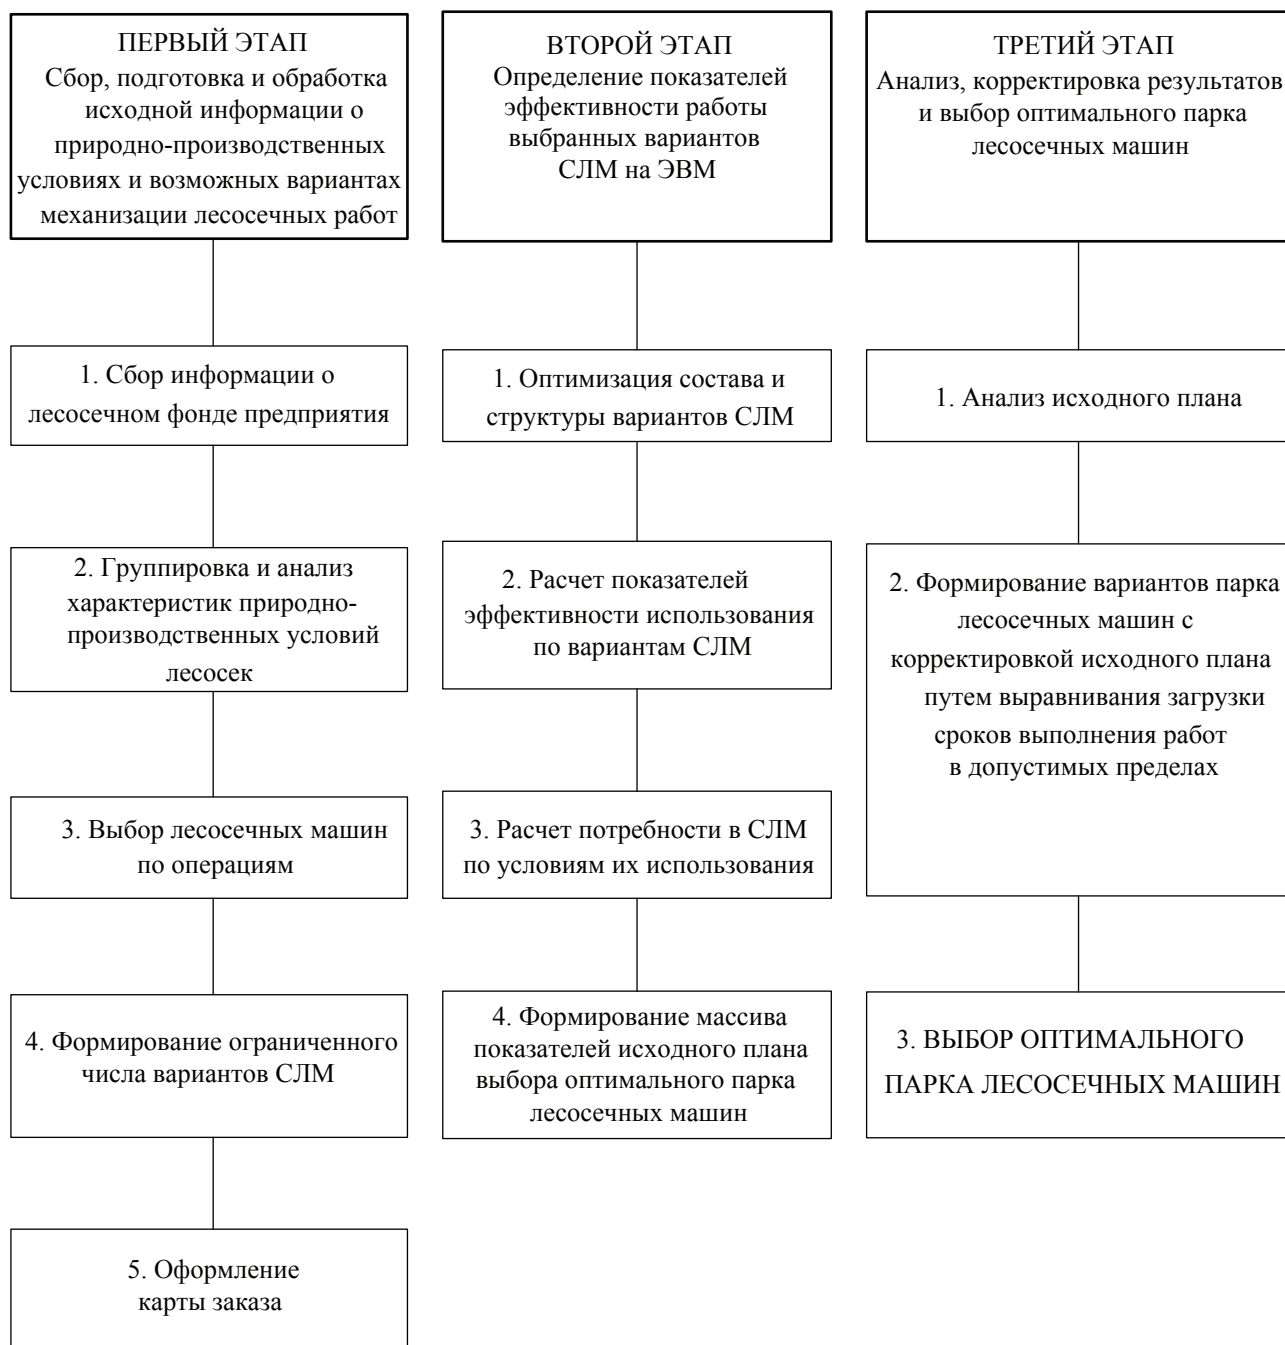 ПЕРВЫЙ ЭТАП
Сбор, подготовка и обработка
исходной информации о
природно-производственных
условиях и возможных вариантах
механизации лесосечных работ
1. Сбор информации о
лесосечном фонде предприятия
2. Группировка и анализ
характеристик природно-
производственных условий
лесосек
3. Выбор лесосечных машин
по операциям
4. Формирование ограниченного
числа вариантов СЛМ
5. Оформление
карты заказа
ВТОРОЙ ЭТАП
Определение показателей
эффективности работы
выбранных вариантов
СЛМ на ЭВМ
1. Оптимизация состава и
структуры вариантов СЛМ
2. Расчет показателей
эффективности использования
по вариантам СЛМ
3. Расчет потребности в СЛМ
по условиям их использования
4. Формирование массива
показателей исходного плана
выбора оптимального парка
лесосечных машин
ТРЕТИЙ ЭТАП
Анализ, корректировка результатов
и выбор оптимального парка
лесосечных машин
1. Анализ исходного плана
2. Формирование вариантов парка
лесосечных машин с
корректировкой исходного плана
путем выравнивания загрузки
сроков выполнения работ
в допустимых пределах
3. ВЫБОР ОПТИМАЛЬНОГО
ПАРКА ЛЕСОСЕЧНЫХ МАШИН